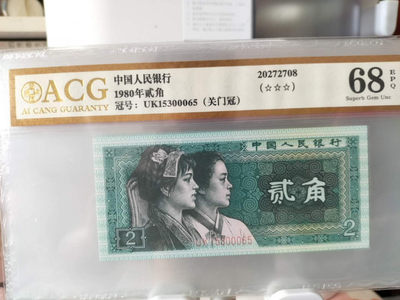 ACG
AI CANG GUARANTY
中国人民银行
1980年贰角
冠号：UK15300065（关门冠）
20272708
(☆☆☆)
68 EPQ
Superb Gem Unc
中国人民银行
贰角
UK15300065
2
2